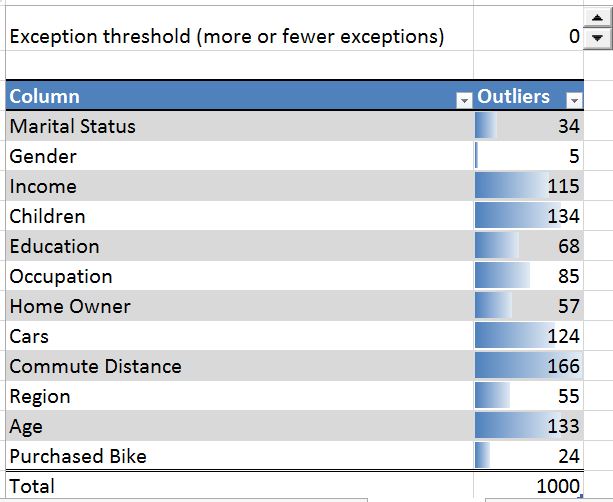 Exception threshold (more or fewer exceptions) 0
Column Outliers
Marital Status 34
Gender 5
Income 115
Children 134
Education 68
Occupation 85
Home Owner 57
Cars 124
Commute Distance 166
Region 55
Age 133
Purchased Bike 24
Total 1000